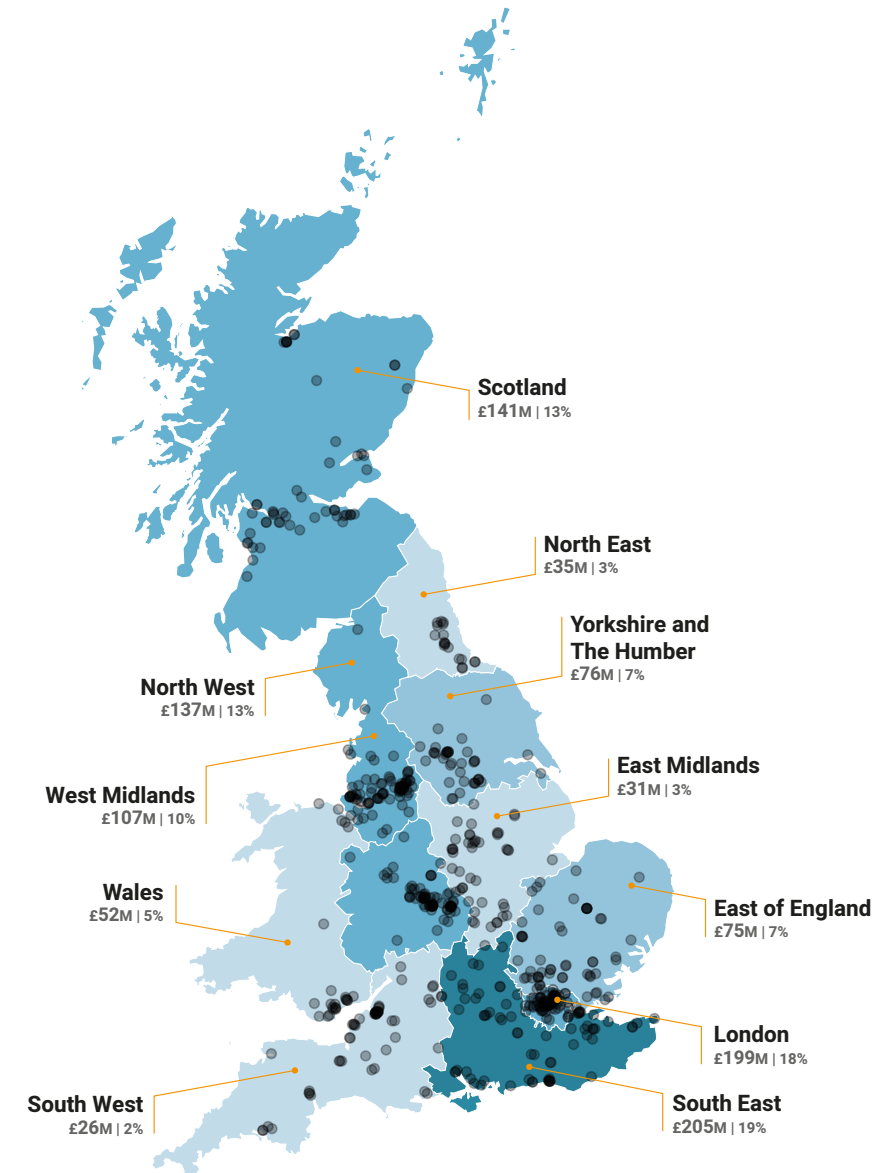 Scotland
£141M | 13%
North East
£35M | 3%
Yorkshire and
The Humber
£76M | 7%
North West
£137M | 13%
West Midlands
£107M | 10%
East Midlands
£31M | 3%
Wales
£52M | 5%
East of England
£75M | 7%
London
£199M | 18%
South West
£26M | 2%
South East
£205M | 19%